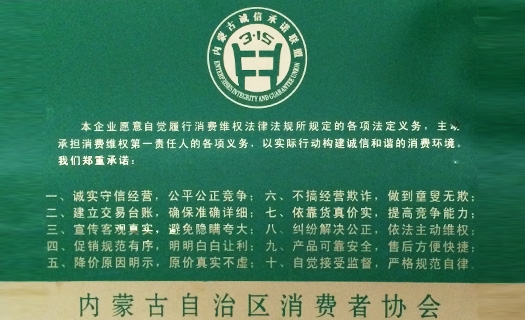 内蒙古诚信承诺联盟
3·15
ENTERPRISES INTEGRITY AND GUARANTEE UNION
本企业愿意自觉履行消费维权法律法规所规定的各项法定义务，主动
承担消费维权第一责任人的各项义务，以实际行动构建诚信和谐的消费环境。
我们郑重承诺：
一、诚实守信经营，公平公正竞争；六、不搞经营欺诈，做到童叟无欺；
二、建立交易台账，确保准确详细；七、依靠货真价实，提高竞争能力；
三、宣传客观真实，避免隐瞒夸大；八、纠纷解决公正，依法主动维权；
四、促销规范有序，明明白白让利；九、产品可靠安全，售后方便快捷；
五、降价原因明示，原价真实不虚；十、自觉接受监督，严格规范自律。
内蒙古自治区消费者协会